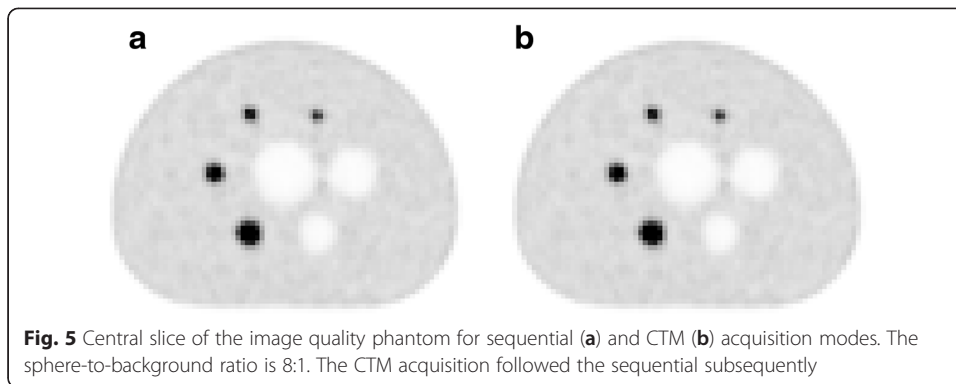 a b
Fig. 5 Central slice of the image quality phantom for sequential (a) and CTM (b) acquisition modes. The
sphere-to-background ratio is 8:1. The CTM acquisition followed the sequential subsequently